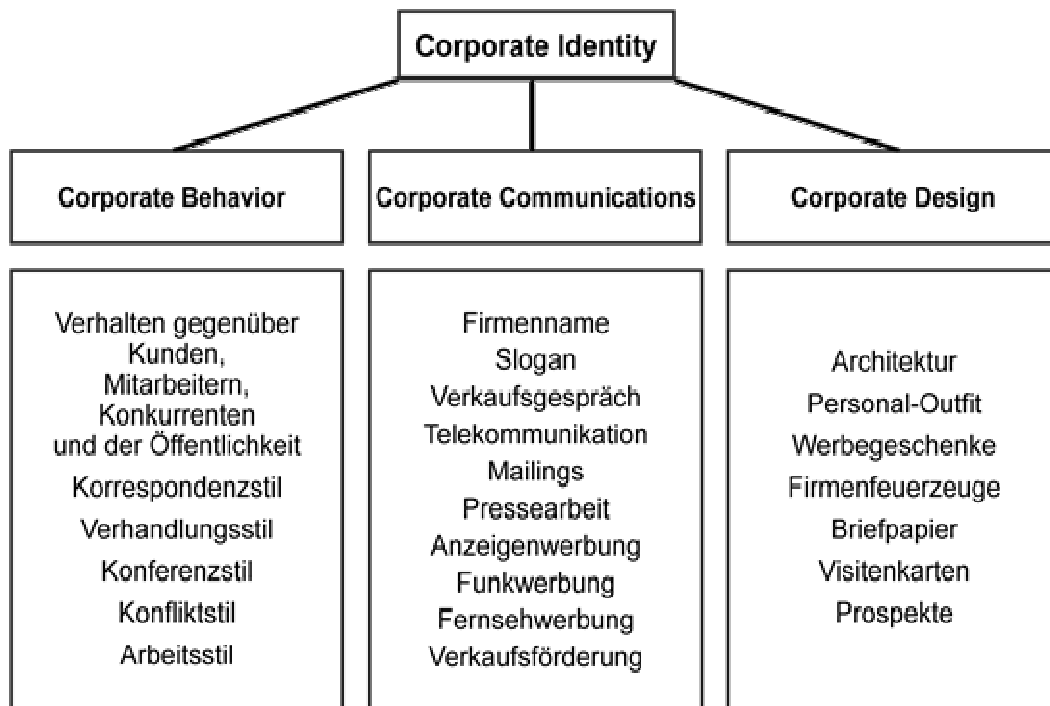 Corporate Identity
Corporate Behavior
Corporate Communications
Corporate Design
Verhalten gegenüber
Kunden,
Mitarbeitern,
Konkurrenten
und der Öffentlichkeit
Korrespondenzstil
Verhandlungsstil
Konferenzstil
Konfliktstil
Arbeitsstil
Firmenname
Slogan
Verkaufsgespräch
Telekommunikation
Mailings
Pressearbeit
Anzeigenwerbung
Funkwerbung
Fernsehwerbung
Verkaufsförderung
Architektur
Personal-Outfit
Werbegeschenke
Firmenfeuerzeuge
Briefpapier
Visitenkarten
Prospekte